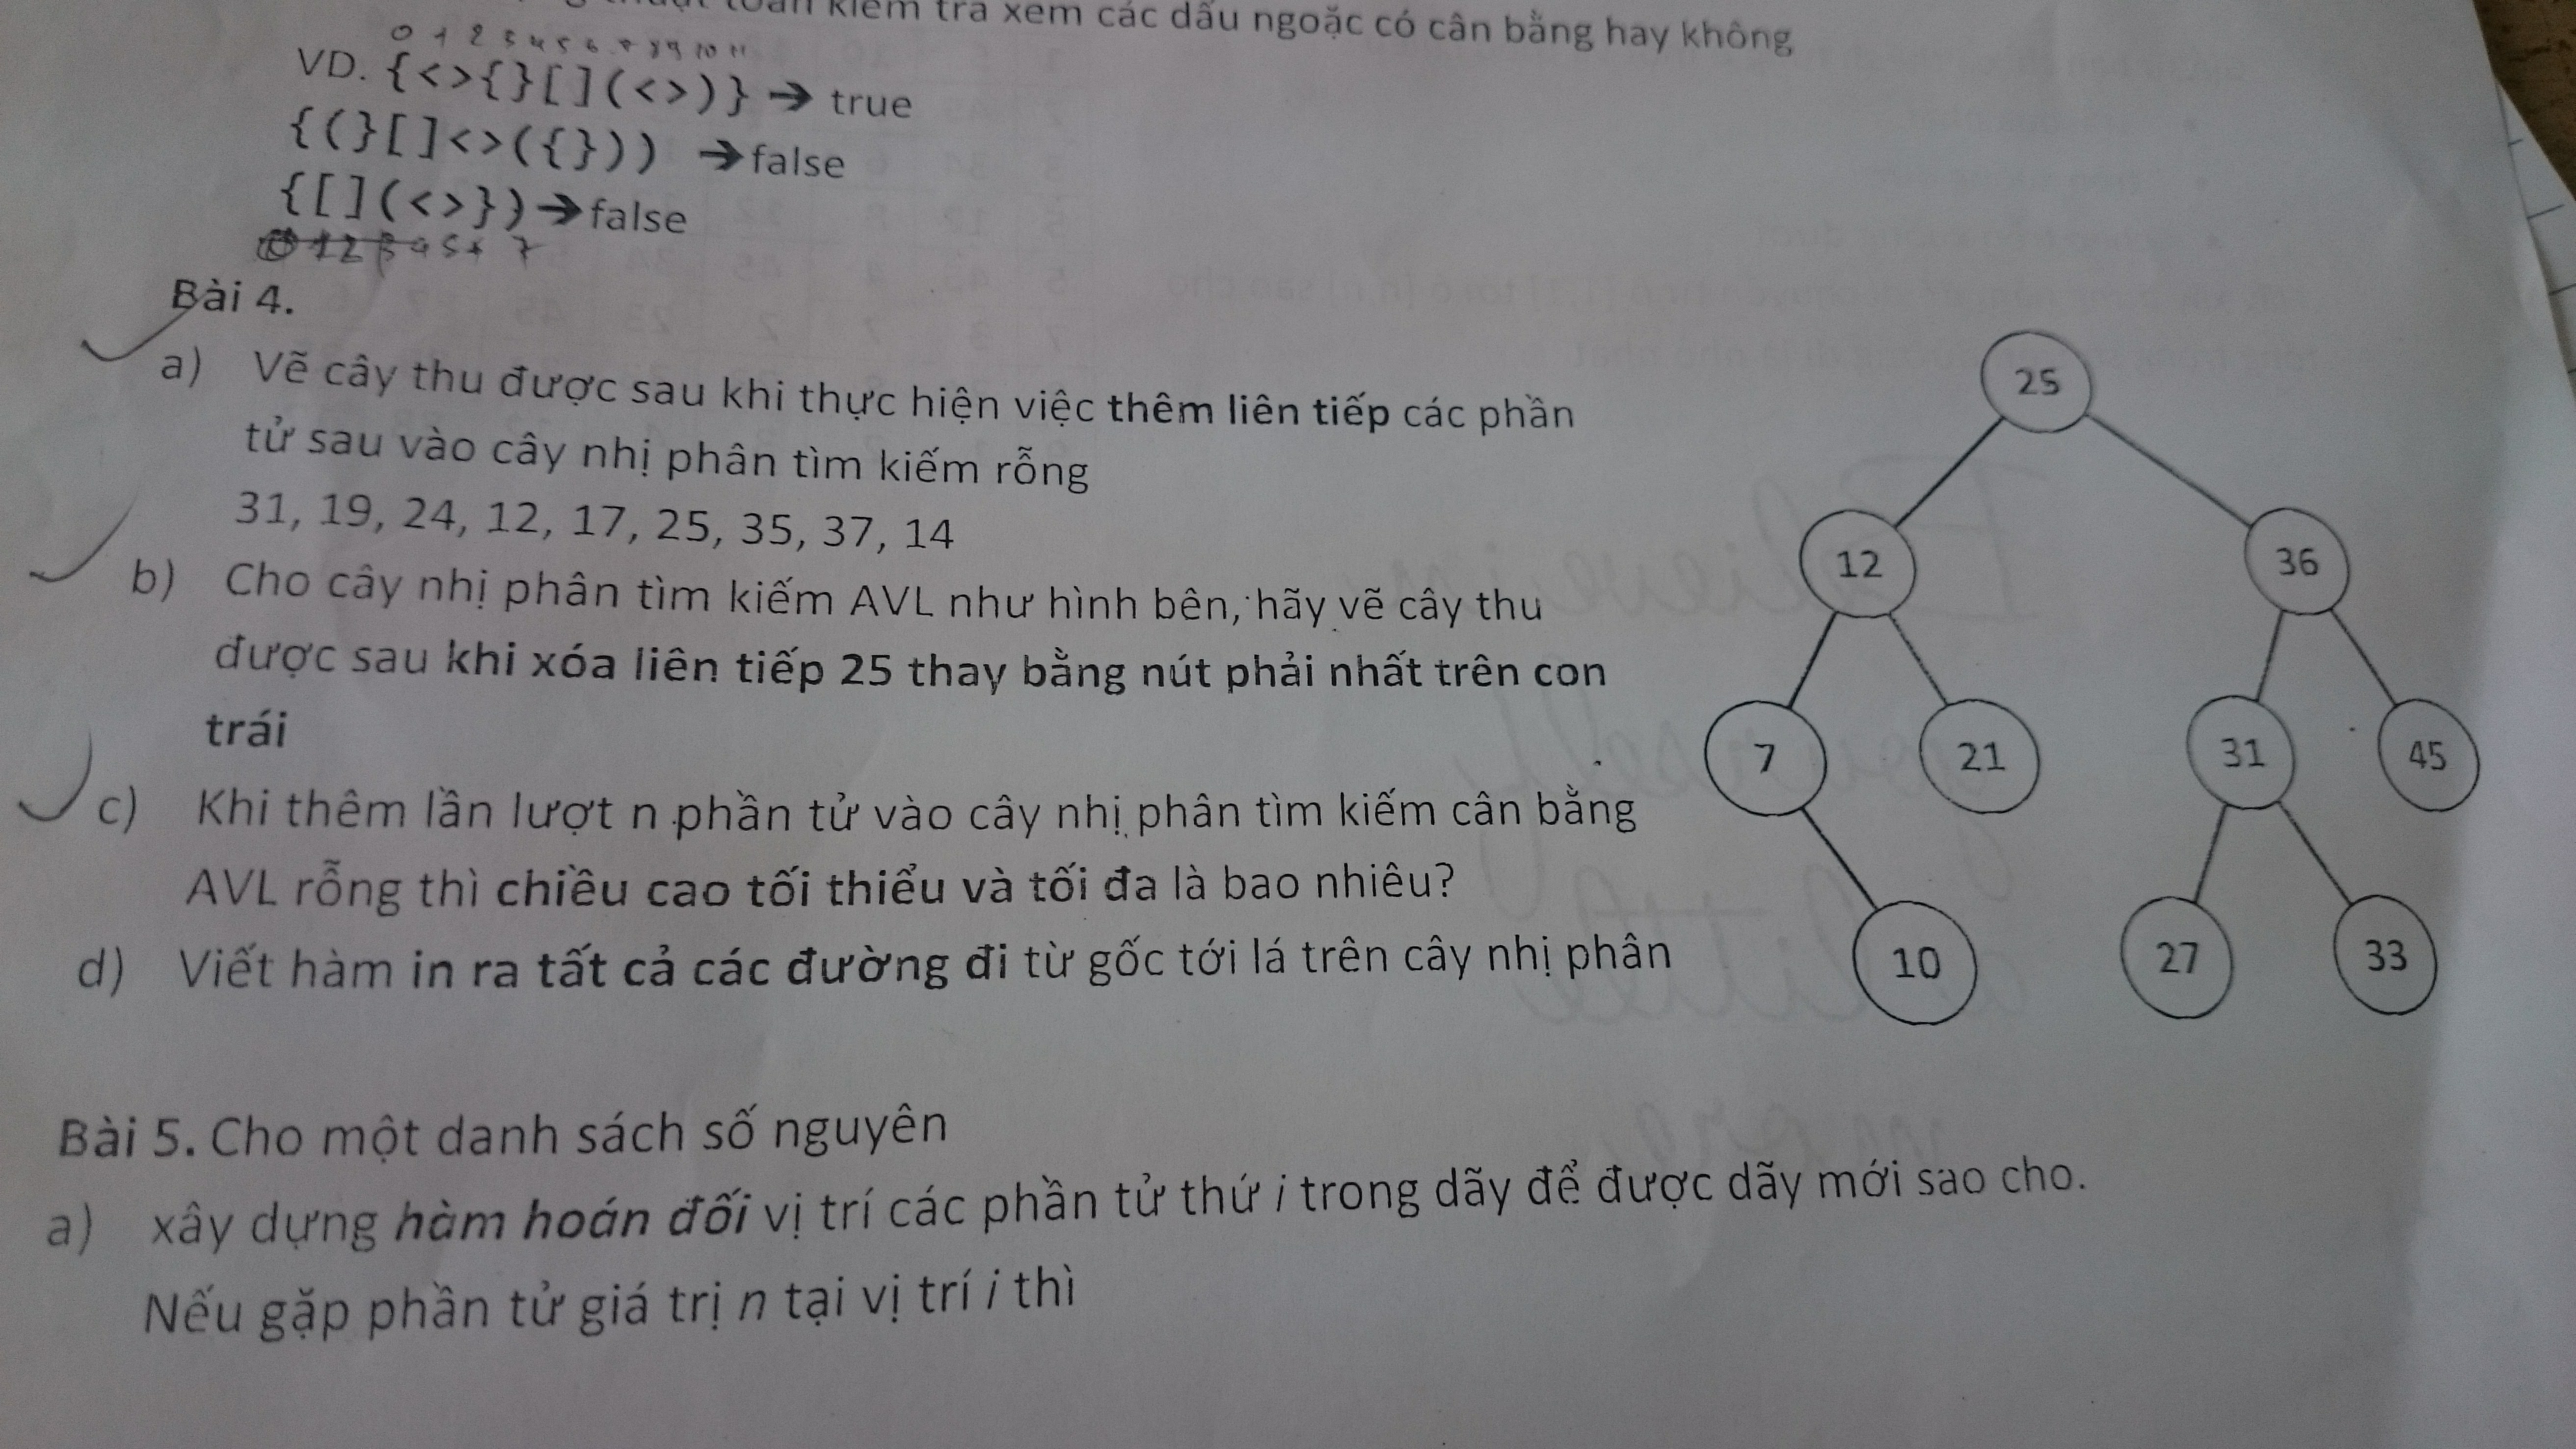 toán kiểm tra xem các dấu ngoặc có cân bằng hay không
0 1 2 3 4 5 6 7 8 9 10 11
VD. {<>{}[](<>)} → true
{(}[]<>({})) → false
{[](<>}) → false
Bài 4.
a) Vẽ cây thu được sau khi thực hiện việc thêm liên tiếp các phần
tử sau vào cây nhị phân tìm kiếm rỗng
31, 19, 24, 12, 17, 25, 35, 37, 14
b) Cho cây nhị phân tìm kiếm AVL như hình bên, hãy vẽ cây thu
được sau khi xóa liên tiếp 25 thay bằng nút phải nhất trên con
trái
c) Khi thêm lần lượt n phần tử vào cây nhị phân tìm kiếm cân bằng
AVL rỗng thì chiều cao tối thiểu và tối đa là bao nhiêu?
d) Viết hàm in ra tất cả các đường đi từ gốc tới lá trên cây nhị phân
25
12 36
7 21 31 45
10 27 33
Bài 5. Cho một danh sách số nguyên
a) xây dựng hàm hoán đối vị trí các phần tử thứ i trong dãy để được dãy mới sao cho.
Nếu gặp phần tử giá trị n tại vị trí i thì